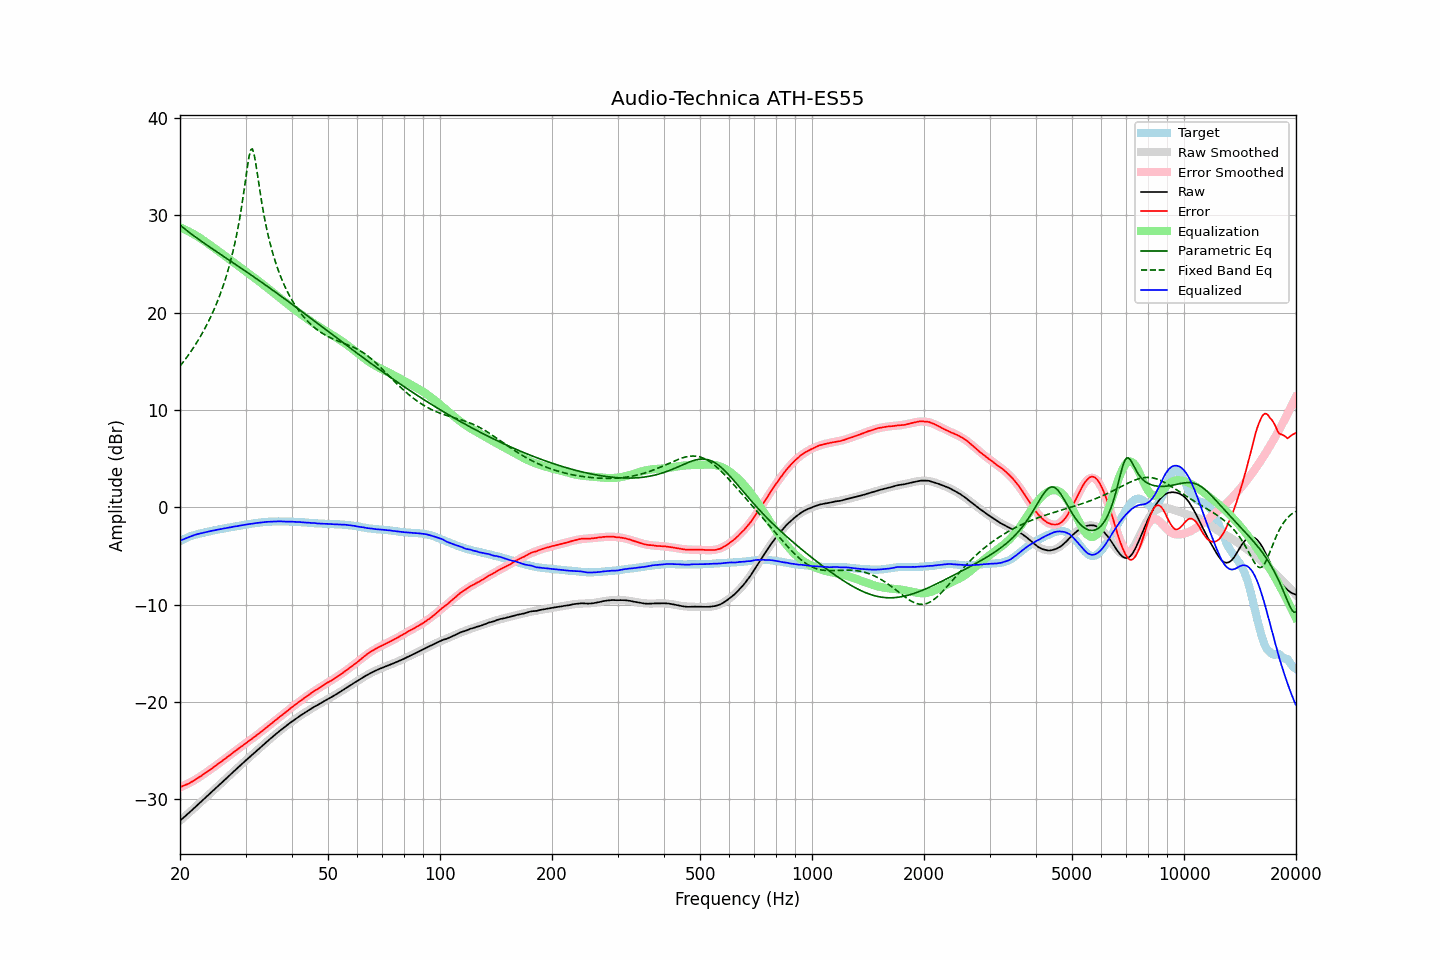 Audio-Technica ATH-ES55
40
30
20
10
0
−10
−20
−30
Amplitude (dBr)
Target
Raw Smoothed
Error Smoothed
Raw
Error
Equalization
Parametric Eq
Fixed Band Eq
Equalized
20 50 100 200 500 1000 2000 5000 10000 20000
Frequency (Hz)